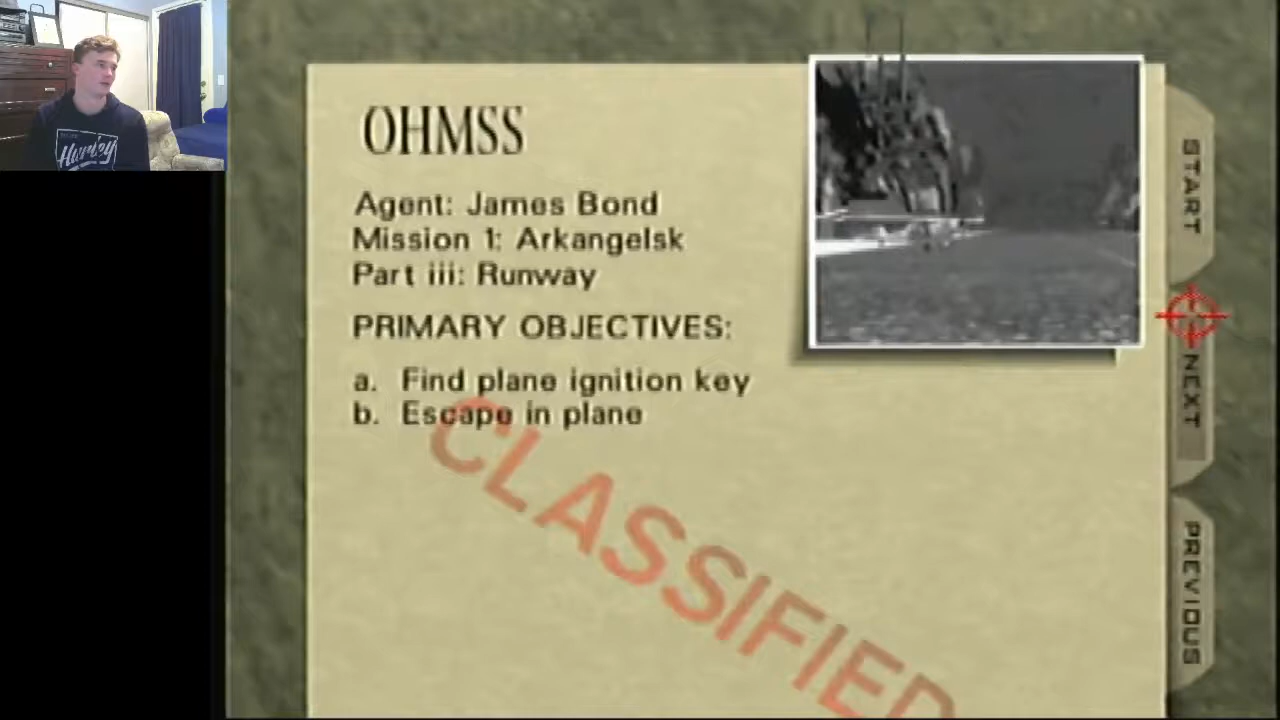 OHMSS
Agent: James Bond
Mission 1: Arkangelsk
Part iii: Runway
PRIMARY OBJECTIVES:
a. Find plane ignition key
b. Escape in plane
CLASSIFIED
START
NEXT
PREVIOUS
Hurley